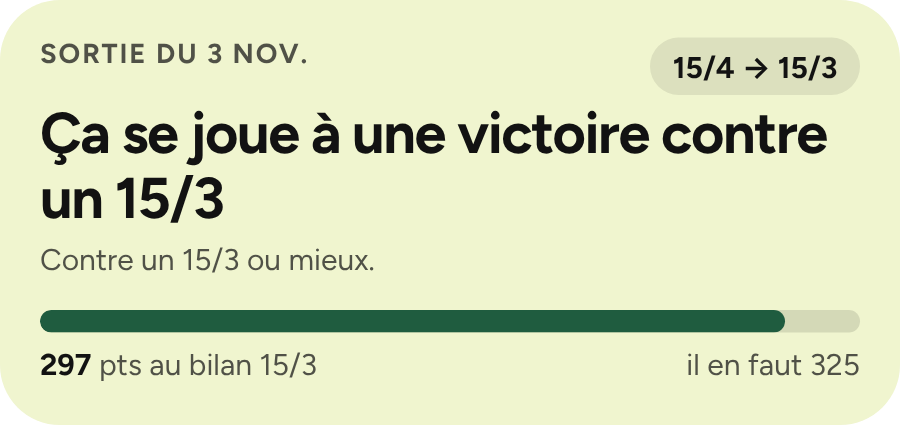 SORTIE DU 3 NOV.
15/4 → 15/3
Ça se joue à une victoire contre
un 15/3
Contre un 15/3 ou mieux.
297 pts au bilan 15/3
il en faut 325